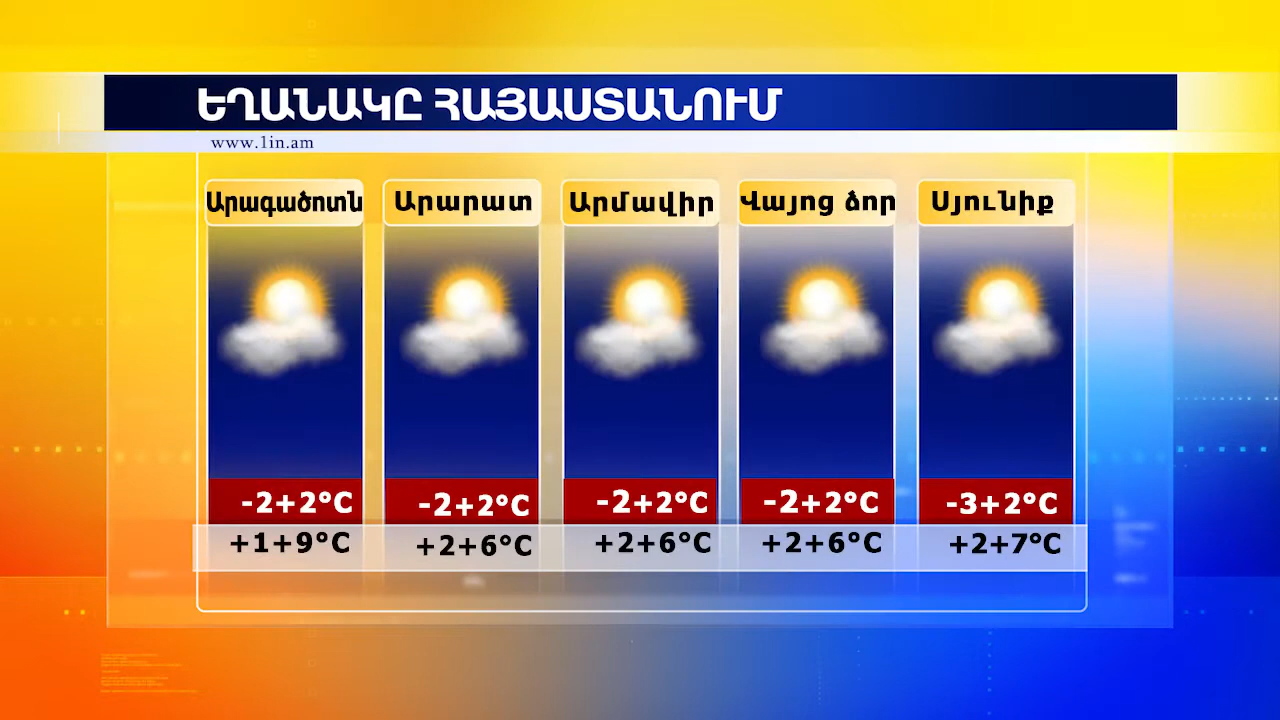 ԵՂԱՆԱԿԸ ՀԱՅԱՍՏԱՆՈՒՄ
www.1in.am
Արագածոտն Արարատ Արմավիր Վայոց ձոր Սյունիք
-2+2°C -2+2°C -2+2°C -2+2°C -3+2°C
+1+9°C +2+6°C +2+6°C +2+6°C +2+7°C